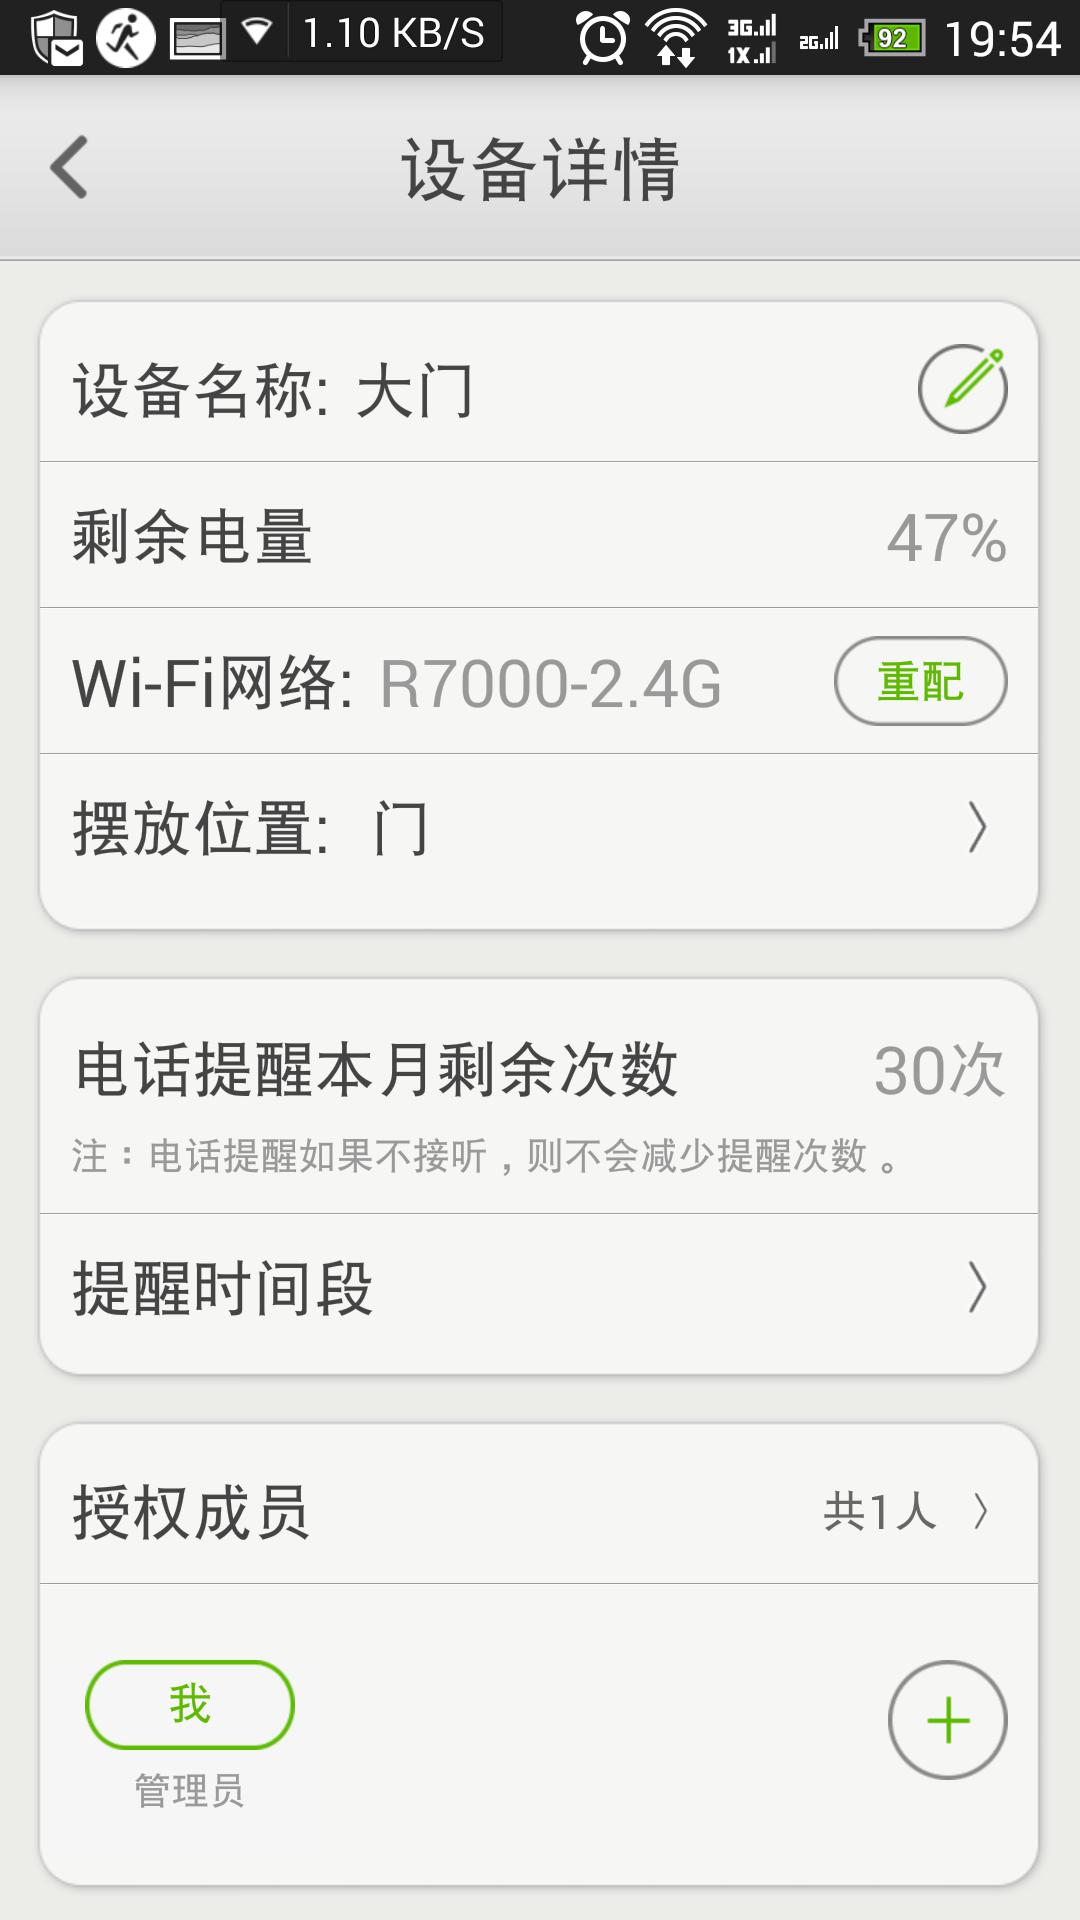 1.10 KB/S 3G 1X 2G 92 19:54
设备详情
设备名称: 大门
剩余电量 47%
Wi-Fi网络: R7000-2.4G 重配
摆放位置: 门
电话提醒本月剩余次数 30次
注：电话提醒如果不接听，则不会减少提醒次数。
提醒时间段
授权成员 共1人
我
管理员